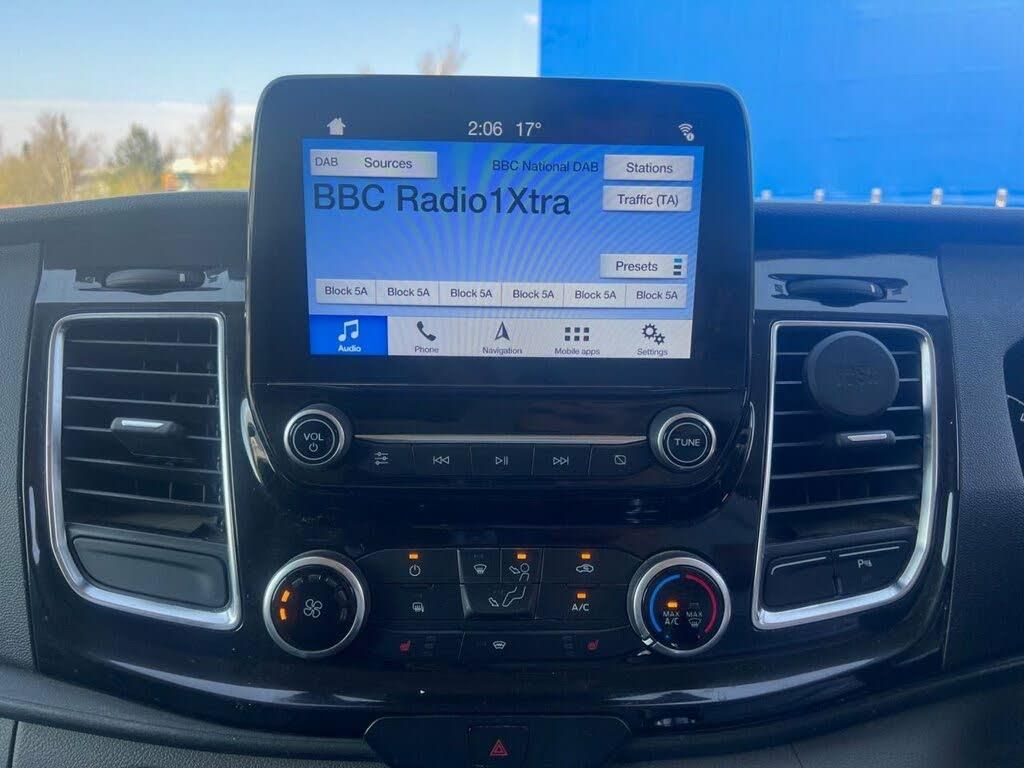 2:06 17°
DAB Sources
BBC National DAB
Stations
BBC Radio1Xtra
Traffic (TA)
Presets
Block 5A Block 5A Block 5A Block 5A Block 5A Block 5A
Audio Phone Navigation Mobile apps Settings
VOL
TUNE
A/C
MAX A/C
MAX